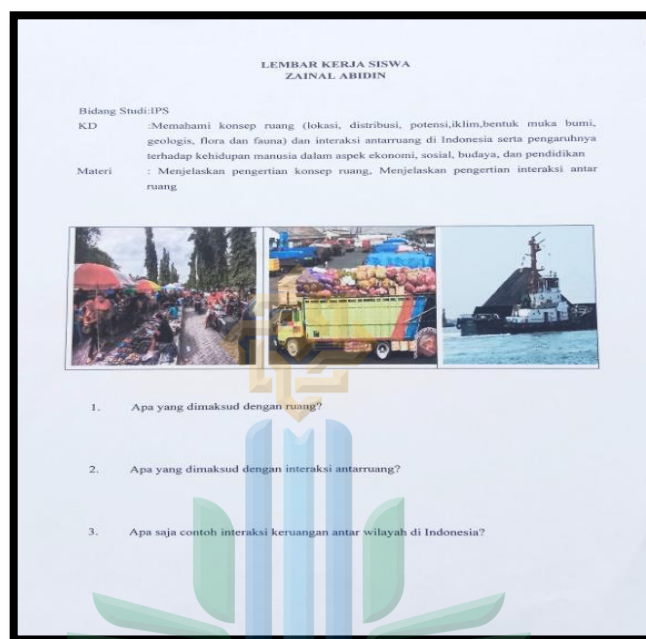 LEMBAR KERJA SISWA
ZAINAL ABIDIN
Bidang Studi:IPS
KD :Memahami konsep ruang (lokasi, distribusi, potensi,iklim,bentuk muka bumi,
geologis, flora dan fauna) dan interaksi antarruang di Indonesia serta pengaruhnya
terhadap kehidupan manusia dalam aspek ekonomi, sosial, budaya, dan pendidikan
Materi : Menjelaskan pengertian konsep ruang, Menjelaskan pengertian interaksi antar
ruang
1. Apa yang dimaksud dengan ruang?
2. Apa yang dimaksud dengan interaksi antarruang?
3. Apa saja contoh interaksi keruangan antar wilayah di Indonesia?